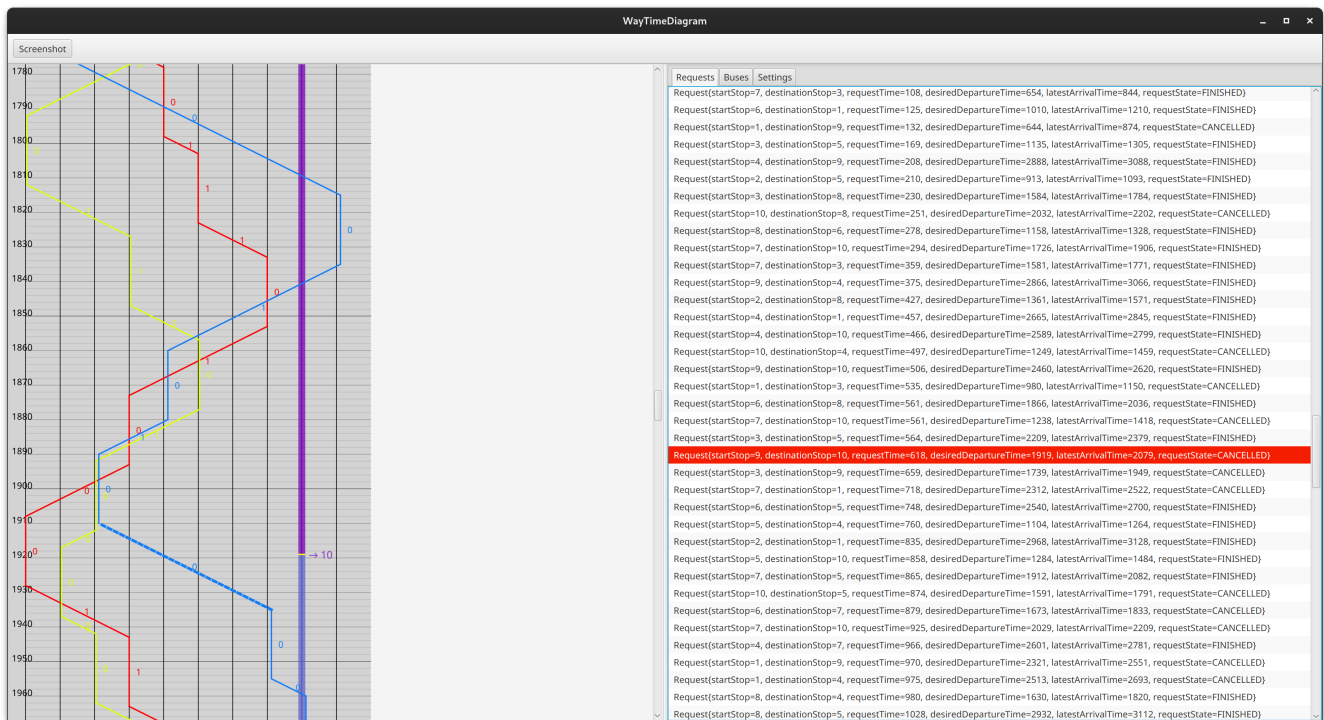 WayTimeDiagram
Screenshot
Requests Buses Settings
1780
1790
1800
1810
1820
1830
1840
1850
1860
1870
1880
1890
1900
1910
1920
1930
1940
1950
1960
0
0
1
1
0
1
0
1
1
0
0
1
0
0
0
→ 10
0
1
0
1
0
Request{startStop=7, destinationStop=3, requestTime=108, desiredDepartureTime=654, latestArrivalTime=844, requestState=FINISHED}
Request{startStop=6, destinationStop=1, requestTime=125, desiredDepartureTime=1010, latestArrivalTime=1210, requestState=FINISHED}
Request{startStop=1, destinationStop=9, requestTime=132, desiredDepartureTime=644, latestArrivalTime=874, requestState=CANCELLED}
Request{startStop=3, destinationStop=5, requestTime=169, desiredDepartureTime=1135, latestArrivalTime=1305, requestState=FINISHED}
Request{startStop=4, destinationStop=9, requestTime=208, desiredDepartureTime=2888, latestArrivalTime=3088, requestState=FINISHED}
Request{startStop=2, destinationStop=5, requestTime=210, desiredDepartureTime=913, latestArrivalTime=1093, requestState=FINISHED}
Request{startStop=3, destinationStop=8, requestTime=230, desiredDepartureTime=1584, latestArrivalTime=1784, requestState=FINISHED}
Request{startStop=10, destinationStop=8, requestTime=251, desiredDepartureTime=2032, latestArrivalTime=2202, requestState=CANCELLED}
Request{startStop=8, destinationStop=6, requestTime=278, desiredDepartureTime=1158, latestArrivalTime=1328, requestState=FINISHED}
Request{startStop=7, destinationStop=10, requestTime=294, desiredDepartureTime=1726, latestArrivalTime=1906, requestState=FINISHED}
Request{startStop=7, destinationStop=3, requestTime=359, desiredDepartureTime=1581, latestArrivalTime=1771, requestState=FINISHED}
Request{startStop=9, destinationStop=4, requestTime=375, desiredDepartureTime=2866, latestArrivalTime=3066, requestState=FINISHED}
Request{startStop=2, destinationStop=8, requestTime=427, desiredDepartureTime=1361, latestArrivalTime=1571, requestState=FINISHED}
Request{startStop=4, destinationStop=1, requestTime=457, desiredDepartureTime=2665, latestArrivalTime=2845, requestState=FINISHED}
Request{startStop=4, destinationStop=10, requestTime=466, desiredDepartureTime=2589, latestArrivalTime=2799, requestState=FINISHED}
Request{startStop=10, destinationStop=4, requestTime=497, desiredDepartureTime=1249, latestArrivalTime=1459, requestState=CANCELLED}
Request{startStop=9, destinationStop=10, requestTime=506, desiredDepartureTime=2460, latestArrivalTime=2620, requestState=FINISHED}
Request{startStop=1, destinationStop=3, requestTime=535, desiredDepartureTime=980, latestArrivalTime=1150, requestState=CANCELLED}
Request{startStop=6, destinationStop=8, requestTime=561, desiredDepartureTime=1866, latestArrivalTime=2036, requestState=FINISHED}
Request{startStop=7, destinationStop=10, requestTime=561, desiredDepartureTime=1238, latestArrivalTime=1418, requestState=CANCELLED}
Request{startStop=3, destinationStop=5, requestTime=564, desiredDepartureTime=2209, latestArrivalTime=2379, requestState=FINISHED}
Request{startStop=9, destinationStop=10, requestTime=618, desiredDepartureTime=1919, latestArrivalTime=2079, requestState=CANCELLED}
Request{startStop=3, destinationStop=9, requestTime=659, desiredDepartureTime=1739, latestArrivalTime=1949, requestState=CANCELLED}
Request{startStop=7, destinationStop=1, requestTime=718, desiredDepartureTime=2312, latestArrivalTime=2522, requestState=CANCELLED}
Request{startStop=6, destinationStop=5, requestTime=748, desiredDepartureTime=2540, latestArrivalTime=2700, requestState=FINISHED}
Request{startStop=5, destinationStop=4, requestTime=760, desiredDepartureTime=1104, latestArrivalTime=1264, requestState=FINISHED}
Request{startStop=2, destinationStop=1, requestTime=835, desiredDepartureTime=2968, latestArrivalTime=3128, requestState=FINISHED}
Request{startStop=5, destinationStop=10, requestTime=858, desiredDepartureTime=1284, latestArrivalTime=1484, requestState=FINISHED}
Request{startStop=7, destinationStop=5, requestTime=865, desiredDepartureTime=1912, latestArrivalTime=2082, requestState=FINISHED}
Request{startStop=10, destinationStop=5, requestTime=874, desiredDepartureTime=1591, latestArrivalTime=1791, requestState=CANCELLED}
Request{startStop=6, destinationStop=7, requestTime=879, desiredDepartureTime=1673, latestArrivalTime=1833, requestState=CANCELLED}
Request{startStop=7, destinationStop=10, requestTime=925, desiredDepartureTime=2029, latestArrivalTime=2209, requestState=CANCELLED}
Request{startStop=4, destinationStop=7, requestTime=966, desiredDepartureTime=2601, latestArrivalTime=2781, requestState=FINISHED}
Request{startStop=1, destinationStop=9, requestTime=970, desiredDepartureTime=2321, latestArrivalTime=2551, requestState=CANCELLED}
Request{startStop=1, destinationStop=4, requestTime=975, desiredDepartureTime=2513, latestArrivalTime=2693, requestState=CANCELLED}
Request{startStop=8, destinationStop=4, requestTime=980, desiredDepartureTime=1630, latestArrivalTime=1820, requestState=FINISHED}
Request{startStop=8, destinationStop=5, requestTime=1028, desiredDepartureTime=2932, latestArrivalTime=3112, requestState=FINISHED}